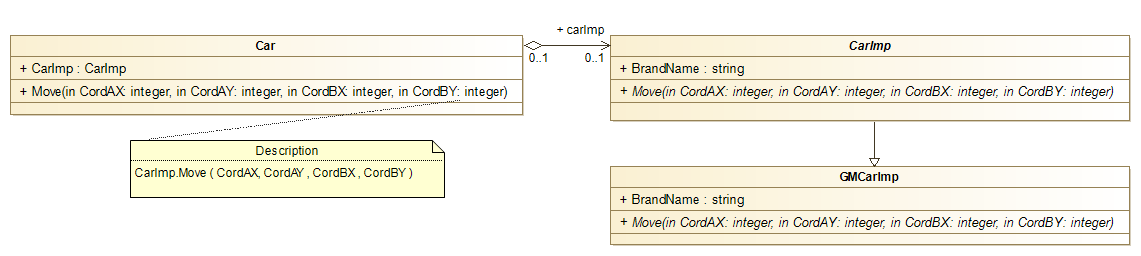 + carImp
0..1
0..1
Car
+ CarImp : CarImp
+ Move(in CordAX: integer, in CordAY: integer, in CordBX: integer, in CordBY: integer)
Description
CarImp.Move ( CordAX, CordAY , CordBX , CordBY )
CarImp
+ BrandName : string
+ Move(in CordAX: integer, in CordAY: integer, in CordBX: integer, in CordBY: integer)
GMCarImp
+ BrandName : string
+ Move(in CordAX: integer, in CordAY: integer, in CordBX: integer, in CordBY: integer)